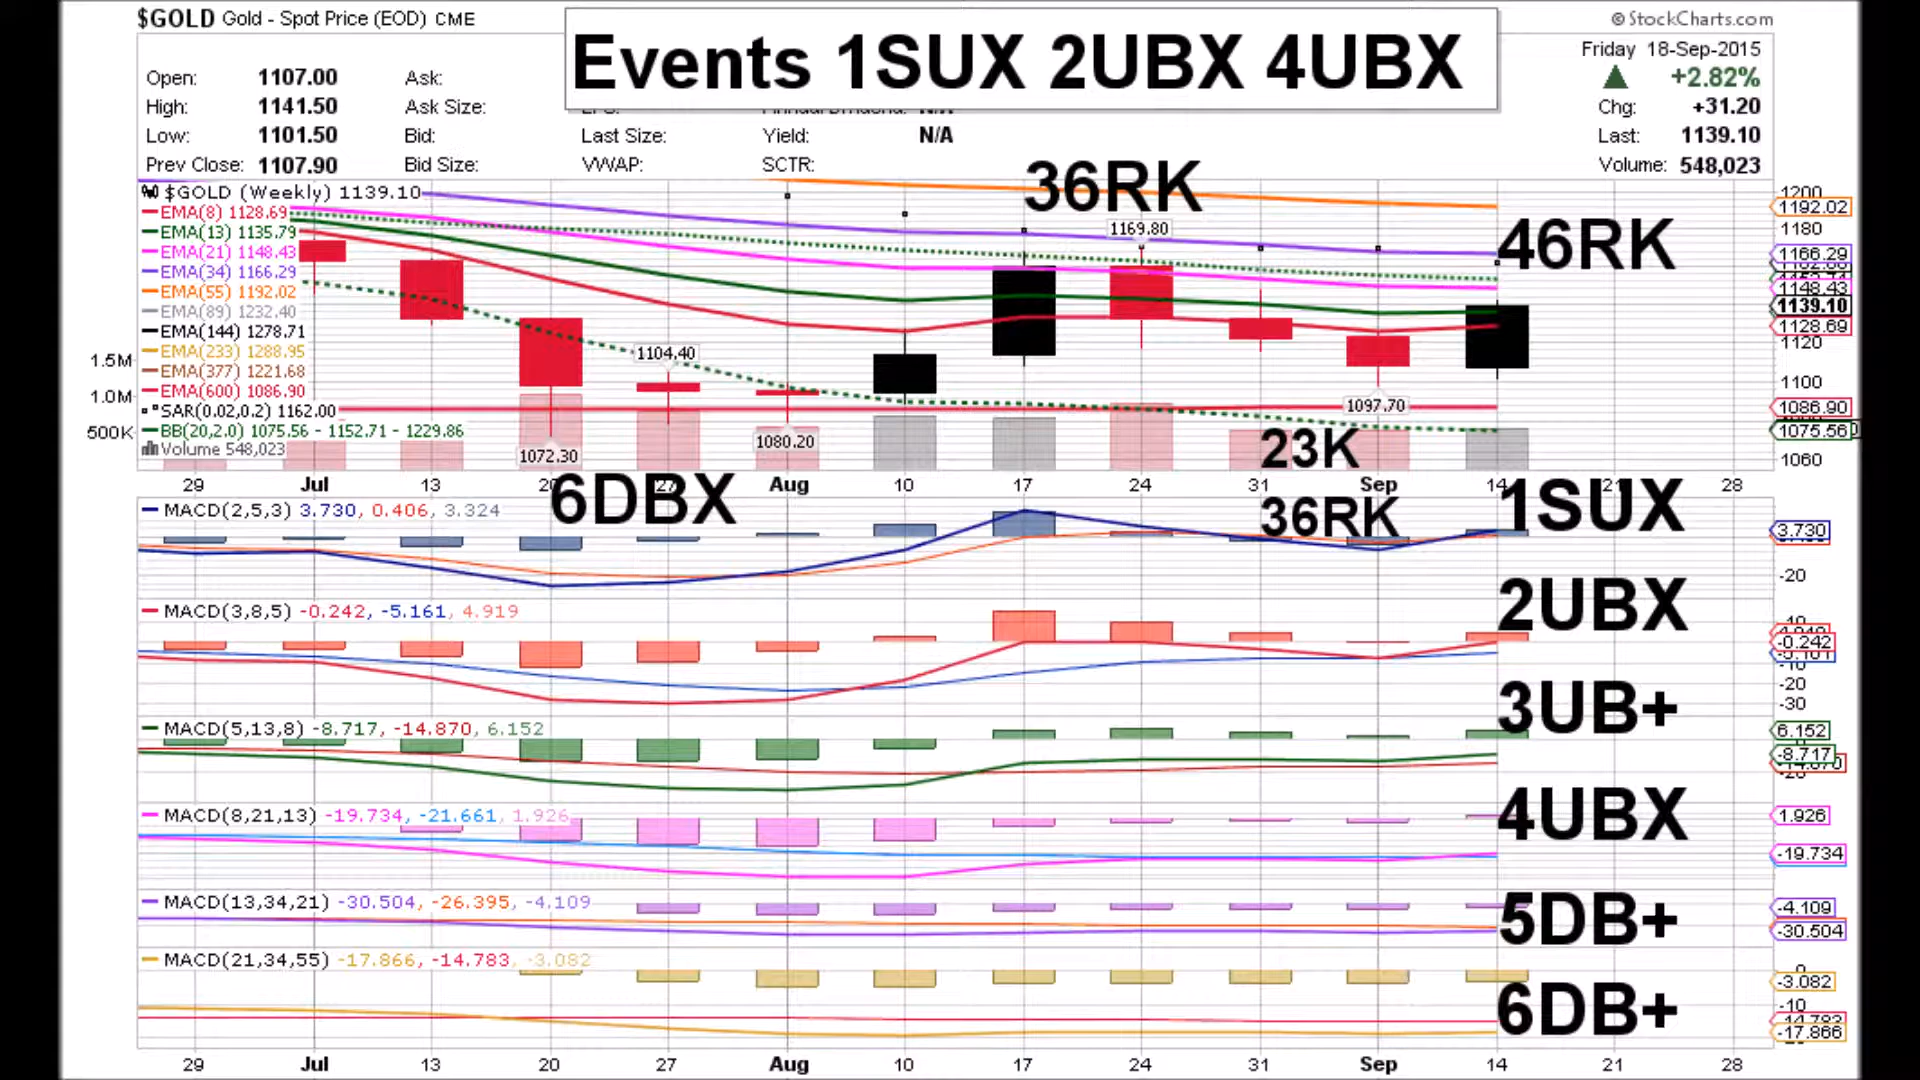 $GOLD Gold - Spot Price (EOD) CME
© StockCharts.com
Events 1SUX 2UBX 4UBX
Friday 18-Sep-2015
Open: 1107.00 Ask: +2.82%
High: 1141.50 Ask Size: Chg: +31.20
Low: 1101.50 Bid: Last Size: Yield: N/A Last: 1139.10
Prev Close: 1107.90 Bid Size: VWAP: SCTR: Volume: 548,023
$GOLD (Weekly) 1139.10
EMA(8) 1128.69
EMA(13) 1135.79
EMA(21) 1148.43
EMA(34) 1166.29
EMA(55) 1192.02
EMA(89) 1232.40
EMA(144) 1278.71
EMA(233) 1288.95
EMA(377) 1221.68
EMA(600) 1086.90
SAR(0.02,0.2) 1162.00
BB(20,2.0) 1075.56 - 1152.71 - 1229.86
Volume 548,023
1.5M
1.0M
500K
36RK
46RK
1169.80
1104.40
1097.70
1080.20
1072.30
23K
1200
1192.02
1180
1166.29
1148.43
1139.10
1128.69
1120
1100
1086.90
1075.56
1060
29 Jul 13 20 27 Aug 10 17 24 31 Sep 14 21 28
6DBX
36RK
1SUX
MACD(2,5,3) 3.730, 0.406, 3.324
3.730
-20
2UBX
MACD(3,8,5) -0.242, -5.161, 4.919
10
-0.242
-10
-20
-30
3UB+
MACD(5,13,8) -8.717, -14.870, 6.152
6.152
-8.717
4UBX
MACD(8,21,13) -19.734, -21.661, 1.926
1.926
-19.734
5DB+
MACD(13,34,21) -30.504, -26.395, -4.109
-4.109
-30.504
6DB+
MACD(21,34,55) -17.866, -14.783, -3.082
0
-3.082
-10
-14.783
-17.866
29 Jul 13 20 27 Aug 10 17 24 31 Sep 14 21 28